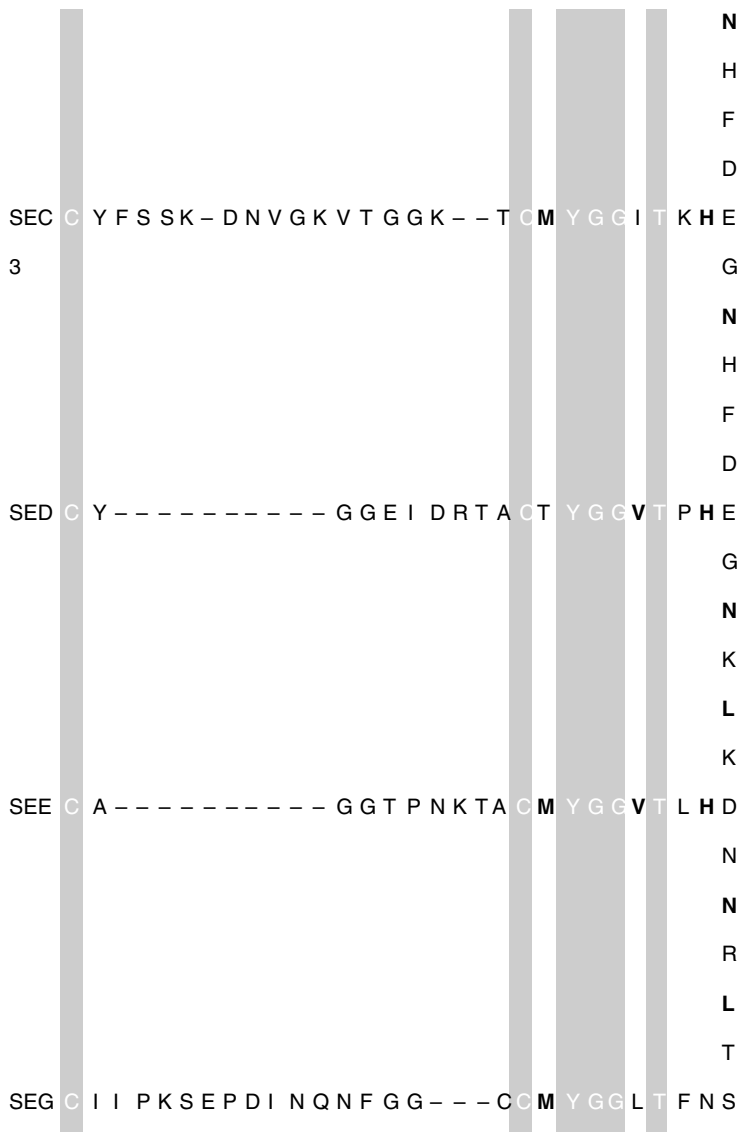 N
H
F
D
SEC C Y F S S K – D N V G K V T G G K – – T C M Y G G I T K H E
3 G
N
H
F
D
SED C Y – – – – – – – – – – G G E I D R T A C T Y G G V T P H E
G
N
K
L
K
SEE C A – – – – – – – – – – G G T P N K T A C M Y G G V T L H D
N
N
R
L
T
SEG C I I P K S E P D I N Q N F G G – – – C C M Y G G L T F N S